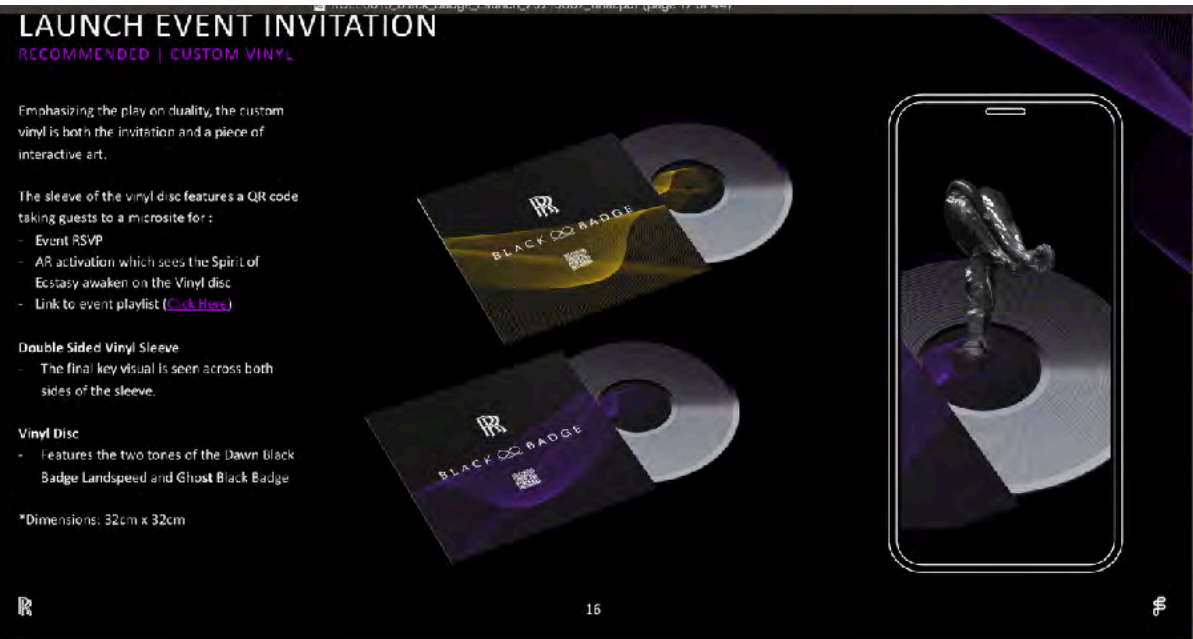 LAUNCH EVENT INVITATION
RECOMMENDED | CUSTOM VINYL
Emphasizing the play on duality, the custom
vinyl is both the invitation and a piece of
interactive art.
The sleeve of the vinyl disc features a QR code
taking guests to a microsite for :
- Event RSVP
- AR activation which sees the Spirit of
Ecstasy awaken on the Vinyl disc
- Link to event playlist (Click Here)
Double Sided Vinyl Sleeve
- The final key visual is seen across both
sides of the sleeve.
Vinyl Disc
- Features the two tones of the Dawn Black
Badge Landspeed and Ghost Black Badge
*Dimensions: 32cm x 32cm
RR
BLACK BADGE
RR
BLACK BADGE
RR
16